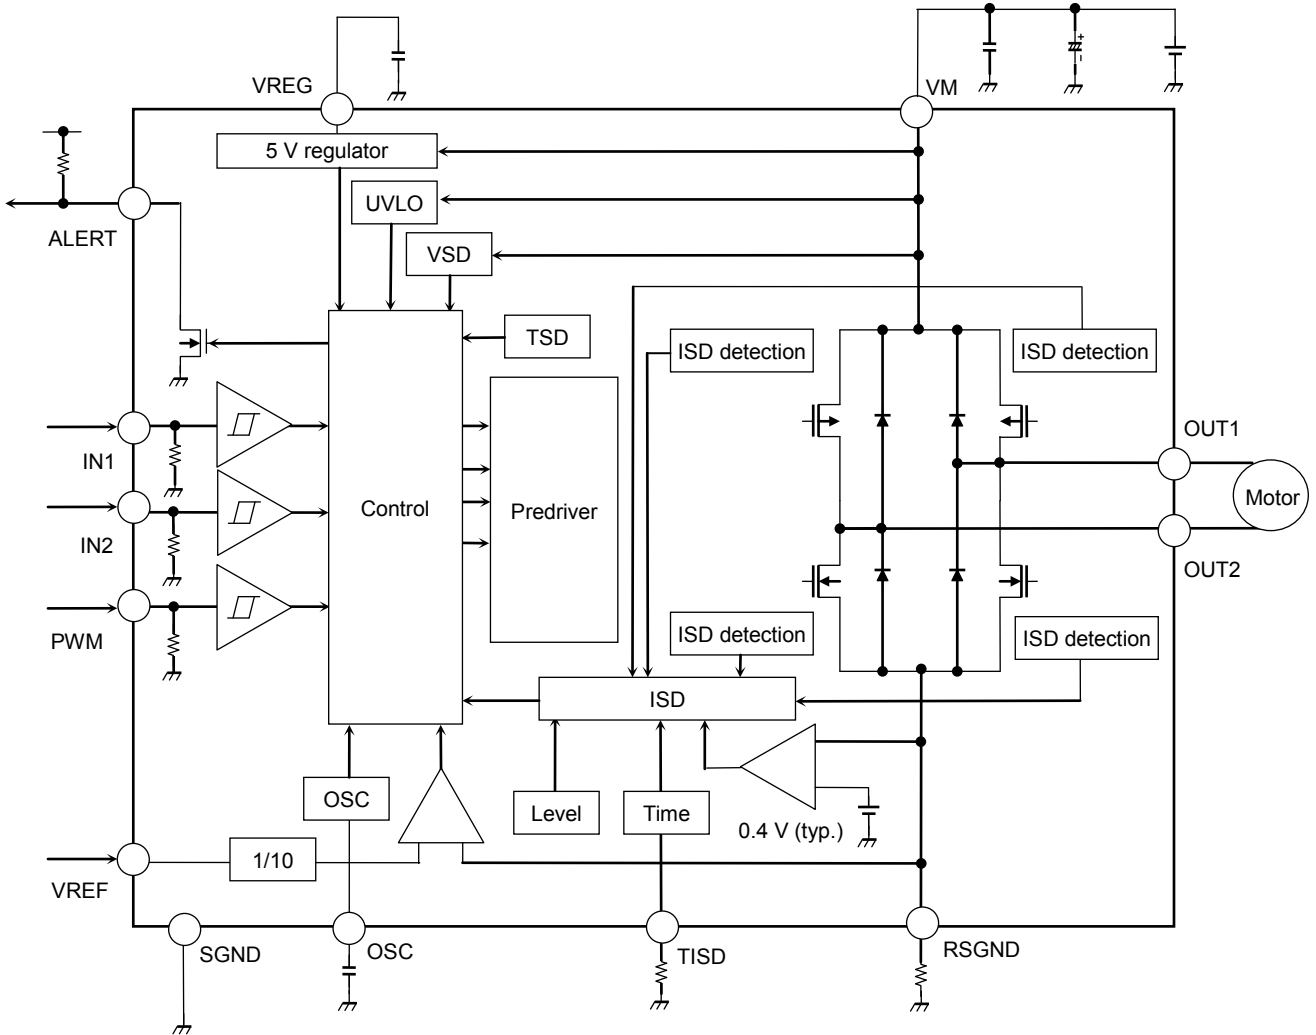 VREG
VM
5 V regulator
UVLO
ALERT
VSD
TSD
ISD detection
ISD detection
IN1
OUT1
Control
Predriver
Motor
IN2
OUT2
PWM
ISD detection
ISD detection
ISD
OSC
Level
Time
0.4 V (typ.)
+
-
1/10
VREF
SGND
OSC
TISD
RSGND